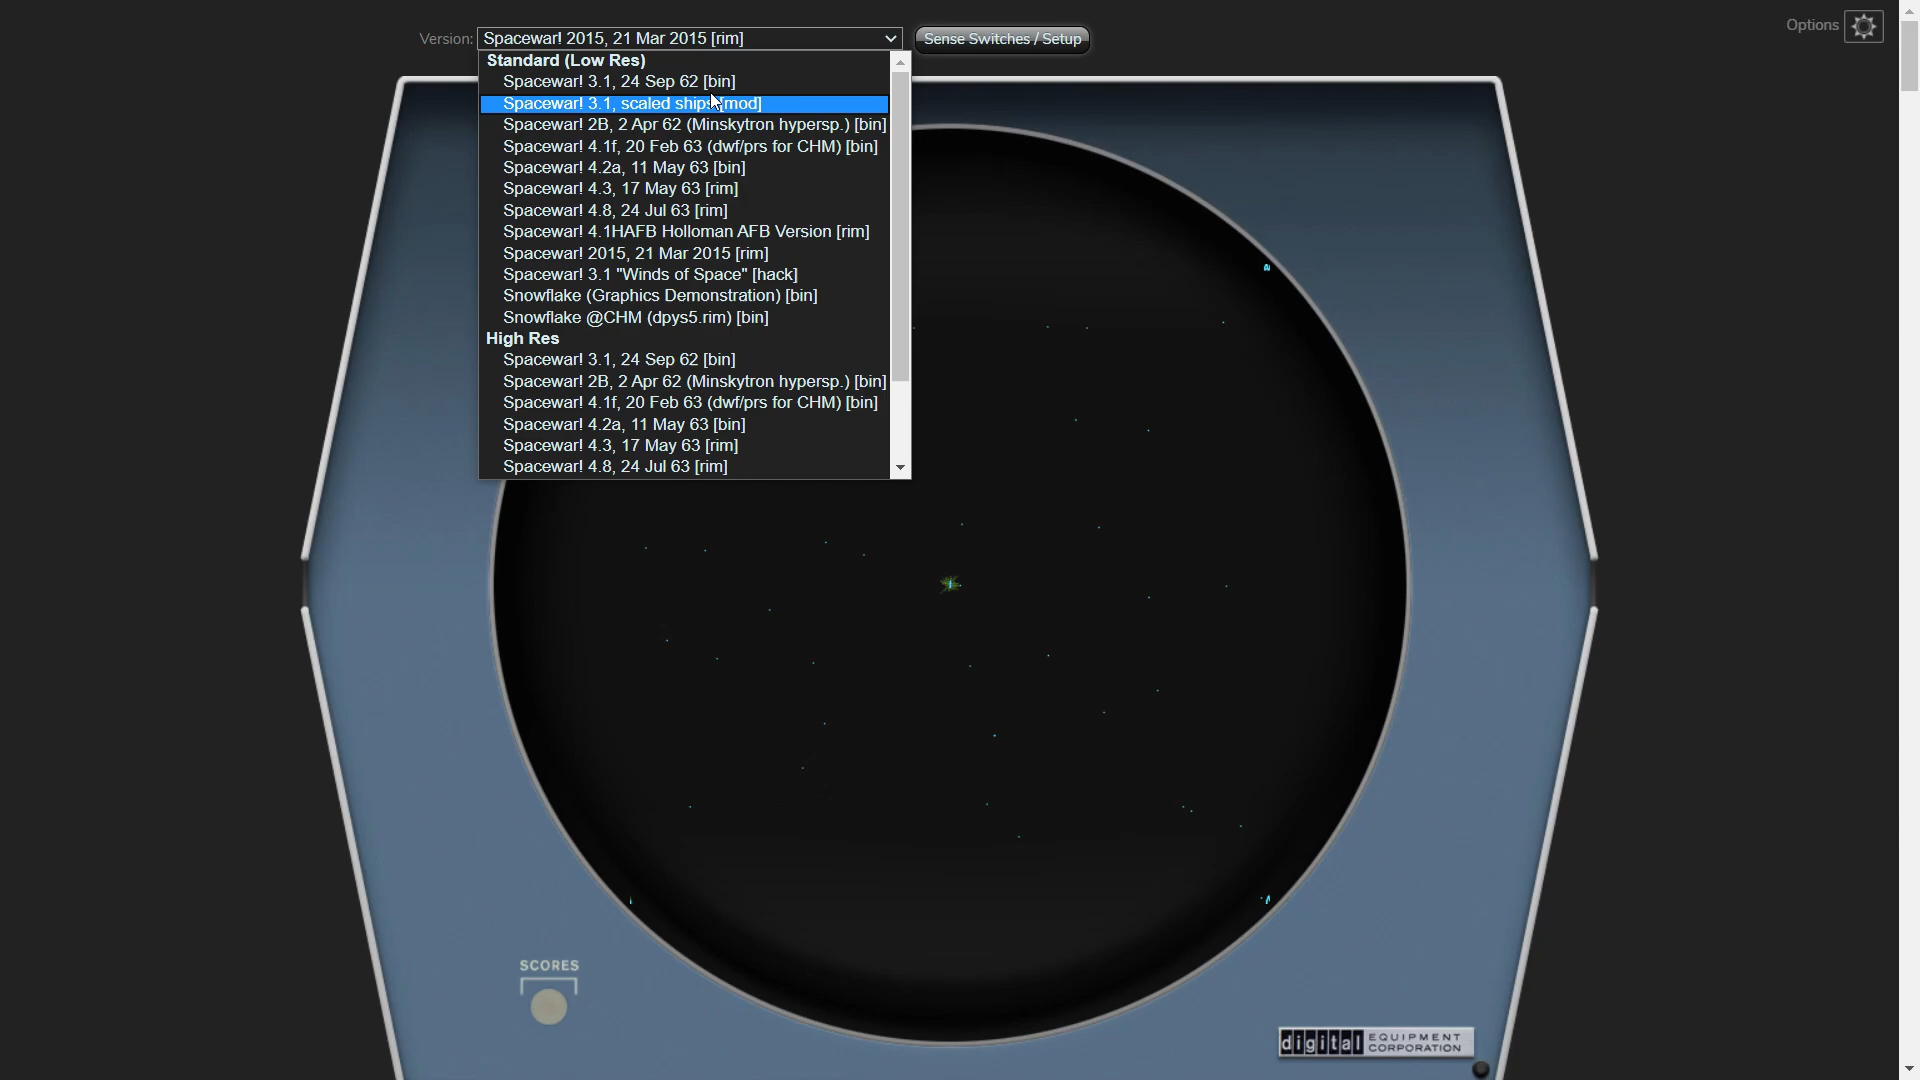 Version: Spacewar! 2015, 21 Mar 2015 [rim] Sense Switches / Setup Options
Standard (Low Res)
Spacewar! 3.1, 24 Sep 62 [bin]
Spacewar! 3.1, scaled ships [mod]
Spacewar! 2B, 2 Apr 62 (Minskytron hypersp.) [bin]
Spacewar! 4.1f, 20 Feb 63 (dwf/prs for CHM) [bin]
Spacewar! 4.2a, 11 May 63 [bin]
Spacewar! 4.3, 17 May 63 [rim]
Spacewar! 4.8, 24 Jul 63 [rim]
Spacewar! 4.1HAFB Holloman AFB Version [rim]
Spacewar! 2015, 21 Mar 2015 [rim]
Spacewar! 3.1 "Winds of Space" [hack]
Snowflake (Graphics Demonstration) [bin]
Snowflake @CHM (dpys5.rim) [bin]
High Res
Spacewar! 3.1, 24 Sep 62 [bin]
Spacewar! 2B, 2 Apr 62 (Minskytron hypersp.) [bin]
Spacewar! 4.1f, 20 Feb 63 (dwf/prs for CHM) [bin]
Spacewar! 4.2a, 11 May 63 [bin]
Spacewar! 4.3, 17 May 63 [rim]
Spacewar! 4.8, 24 Jul 63 [rim]
SCORES
digital EQUIPMENT
CORPORATION